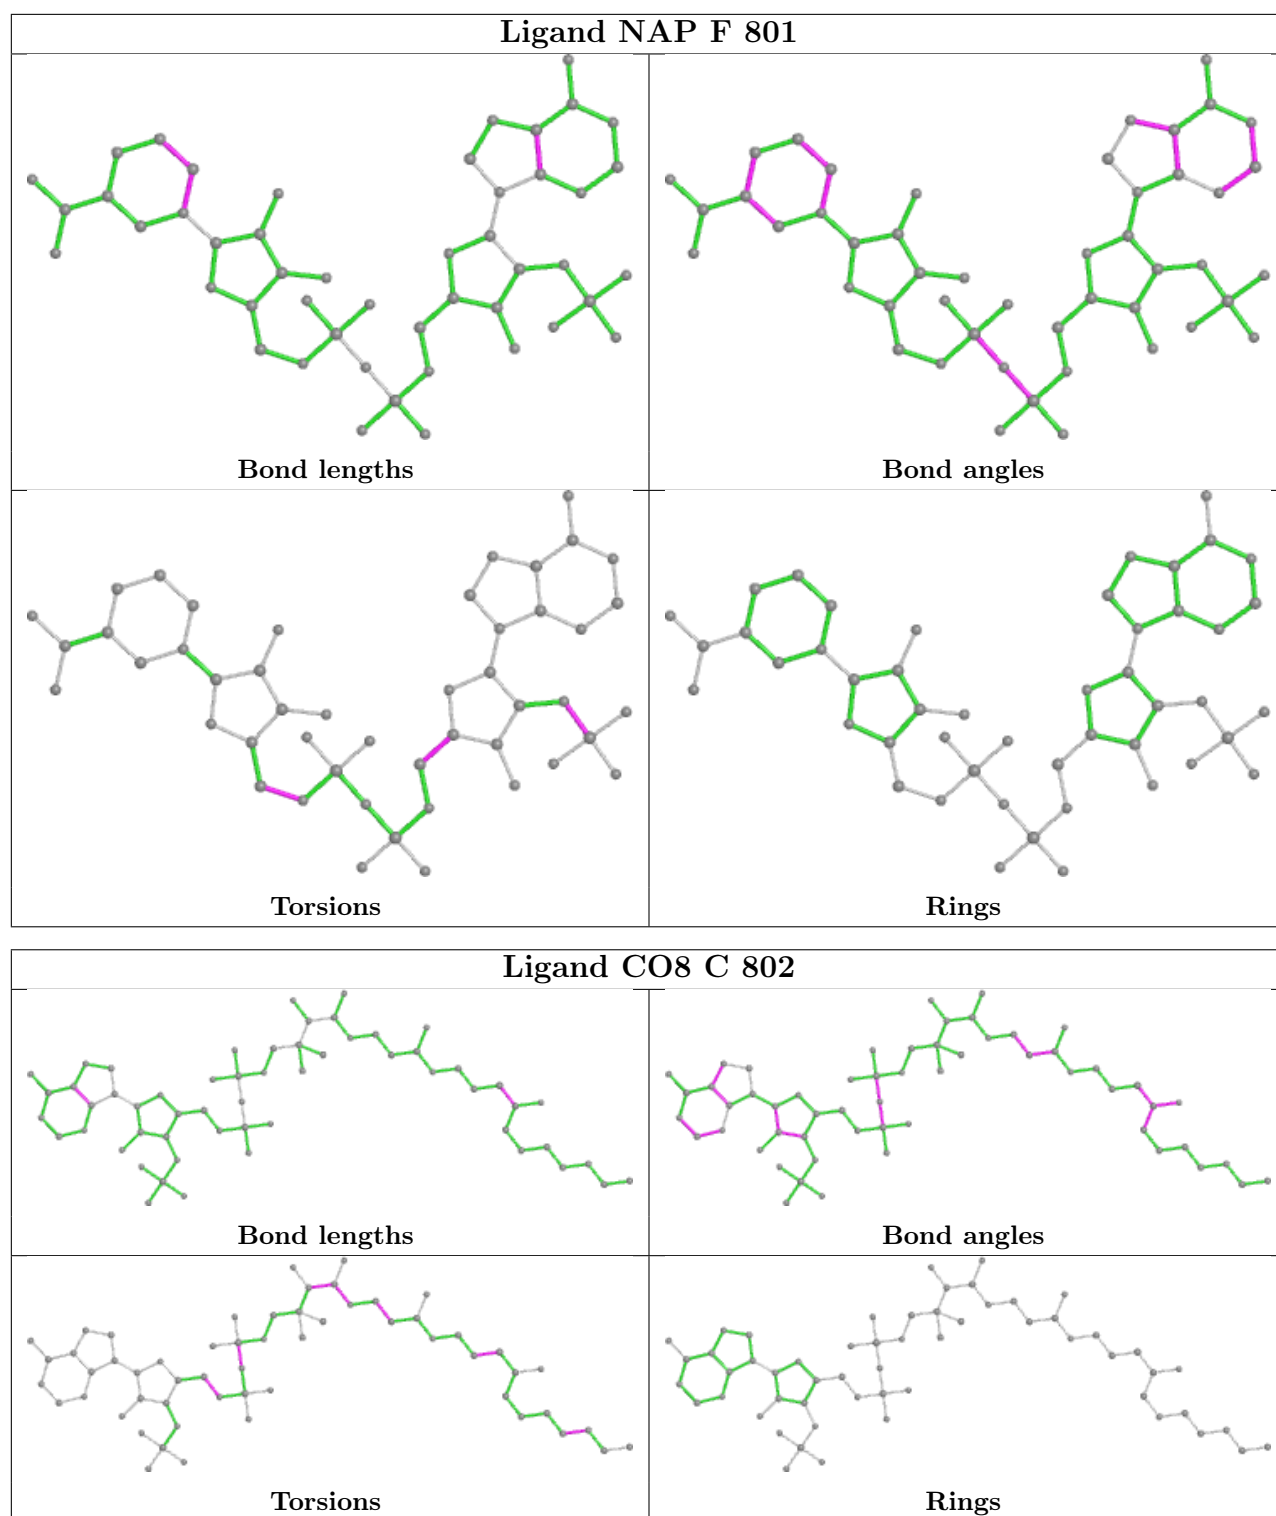 Ligand NAP F 801
Bond lengths
Bond angles
Torsions
Rings
Ligand CO8 C 802
Bond lengths
Bond angles
Torsions
Rings